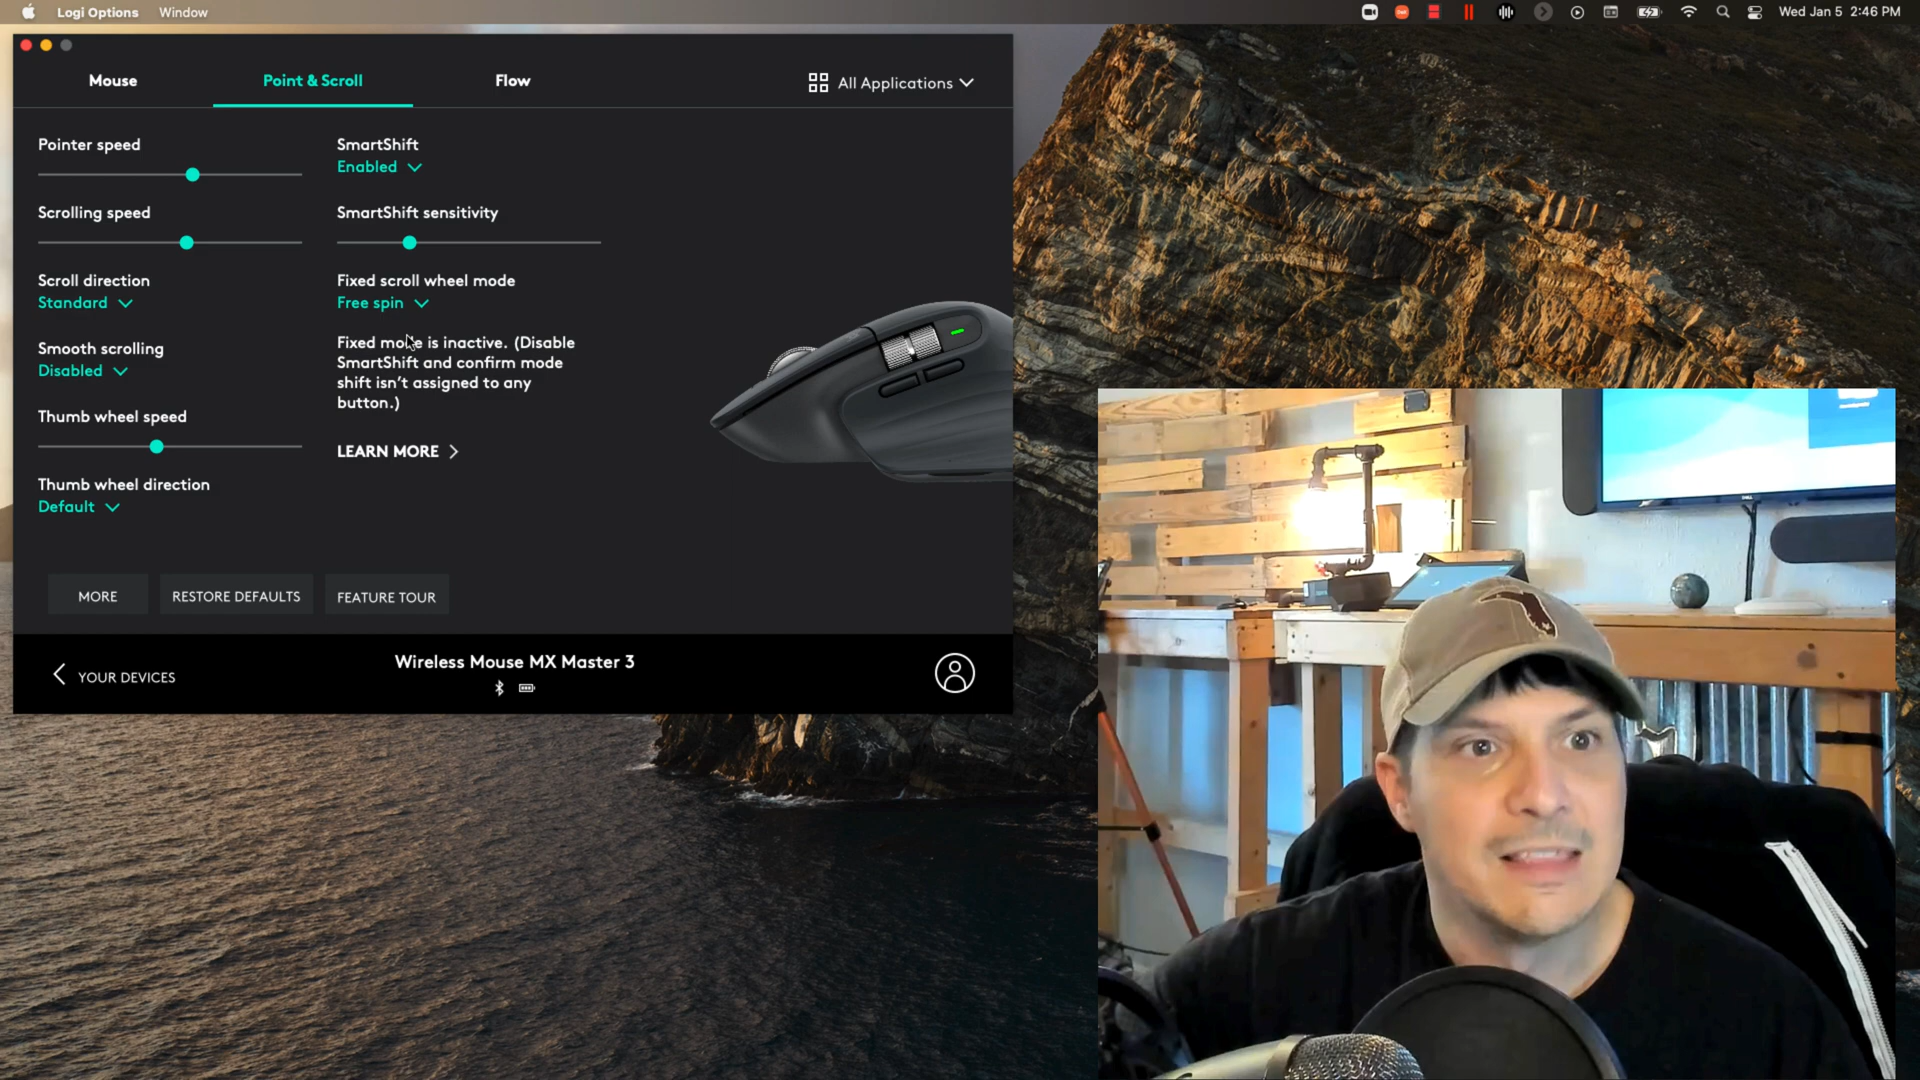 Logi Options
Window
Wed Jan 5 2:46 PM
Mouse
Point & Scroll
Flow
All Applications
Pointer speed
Scrolling speed
Scroll direction
Standard
Smooth scrolling
Disabled
Thumb wheel speed
Thumb wheel direction
Default
SmartShift
Enabled
SmartShift sensitivity
Fixed scroll wheel mode
Free spin
Fixed mode is inactive. (Disable
SmartShift and confirm mode
shift isn't assigned to any
button.)
LEARN MORE
MORE
RESTORE DEFAULTS
FEATURE TOUR
YOUR DEVICES
Wireless Mouse MX Master 3